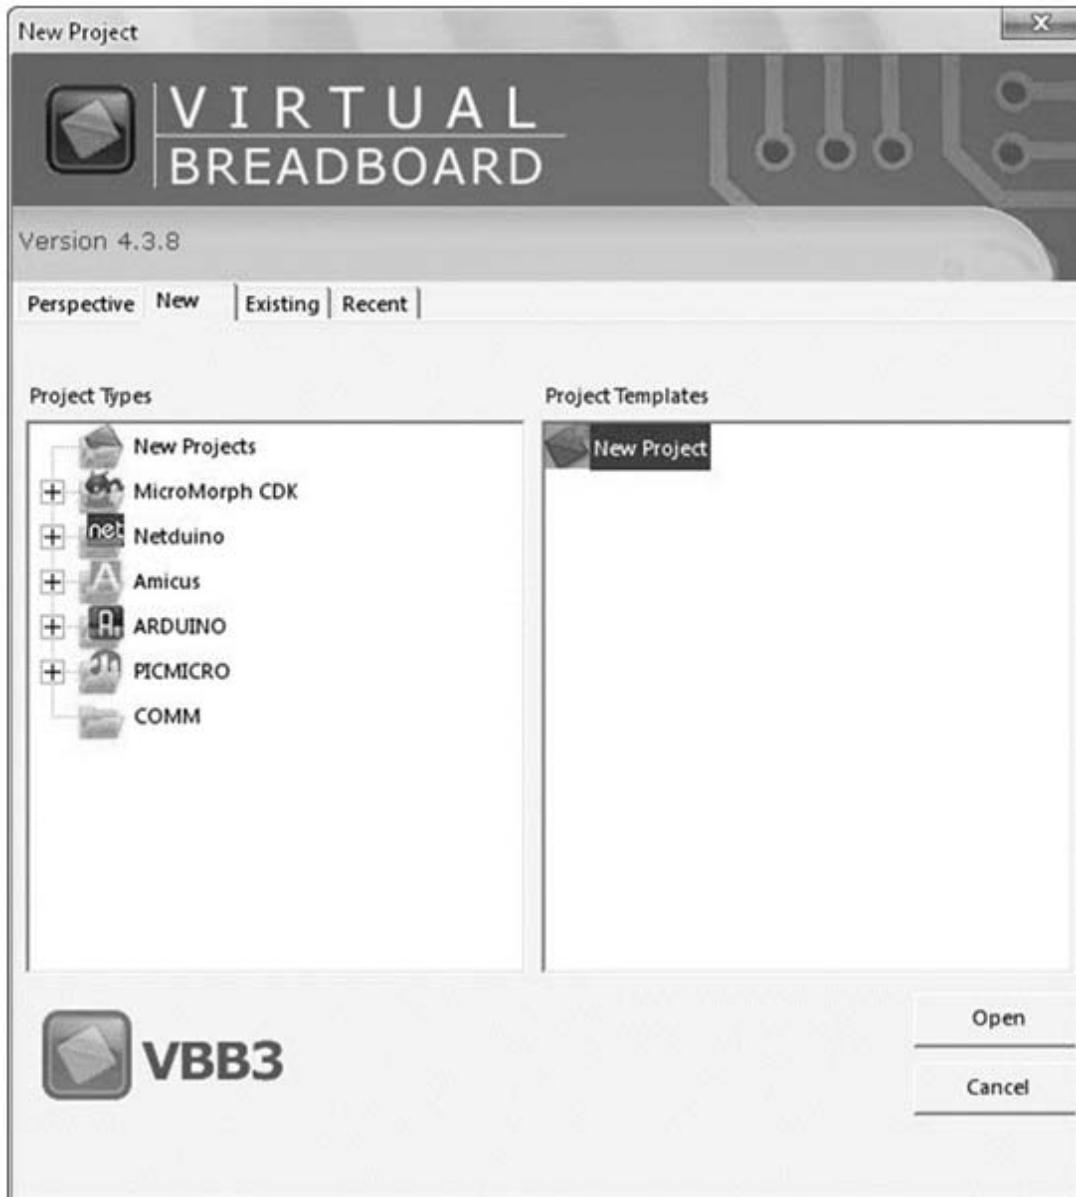 New Project
VIRTUAL
BREADBOARD
Version 4.3.8
Perspective New Existing Recent
Project Types
New Projects
MicroMorph CDK
net Netduino
A Amicus
A ARDUINO
PICMICRO
COMM
Project Templates
New Project
VBB3
Open
Cancel